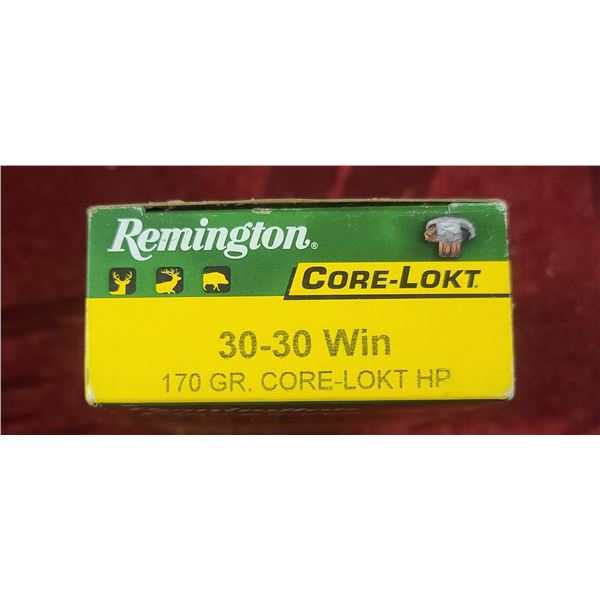 Remington®
CORE-LOKT
30-30 Win
170 GR. CORE-LOKT HP